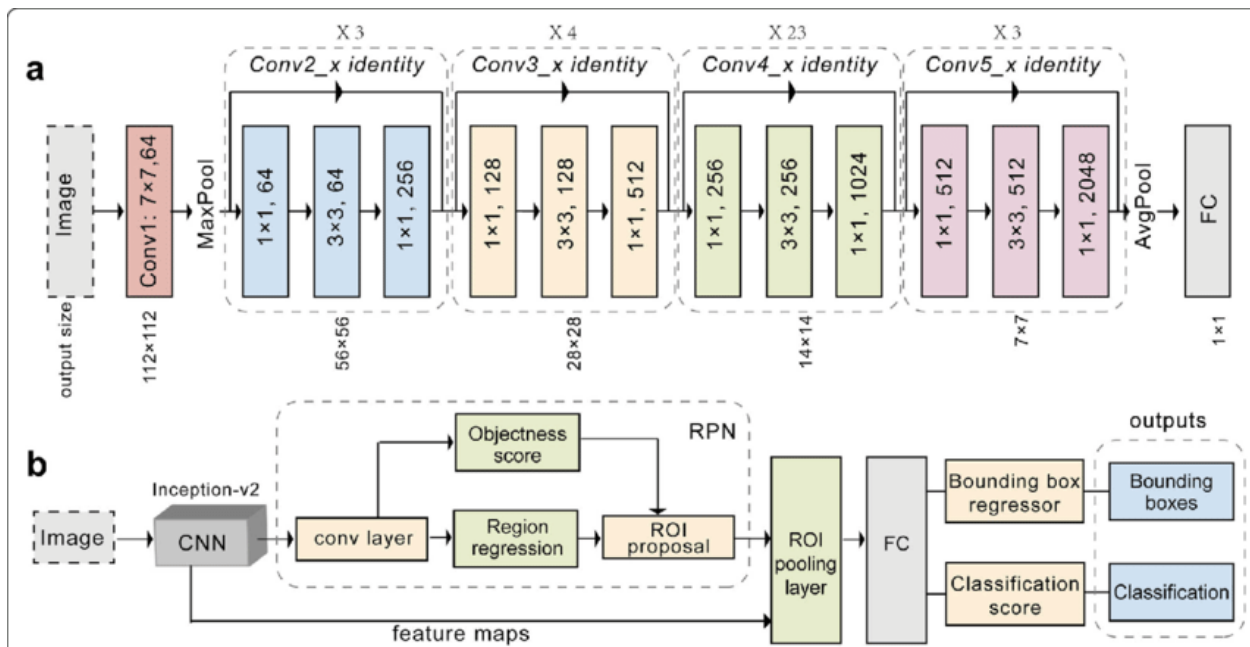 X 3
X 4
X 23
X 3
a
Conv2_x identity
Conv3_x identity
Conv4_x identity
Conv5_x identity
Image
Conv1: 7×7,64
MaxPool
1×1, 64
3×3, 64
1×1, 256
1×1, 128
3×3, 128
1×1, 512
1×1, 256
3×3, 256
1×1, 1024
1×1, 512
3×3, 512
1×1, 2048
AvgPool
FC
output size
112×112
56×56
28×28
14×14
7×7
1×1
b
Image
Inception-v2
CNN
RPN
conv layer
Objectness
score
Region
regression
ROI
proposal
feature maps
ROI
pooling
layer
FC
Bounding box
regressor
Classification
score
outputs
Bounding
boxes
Classification